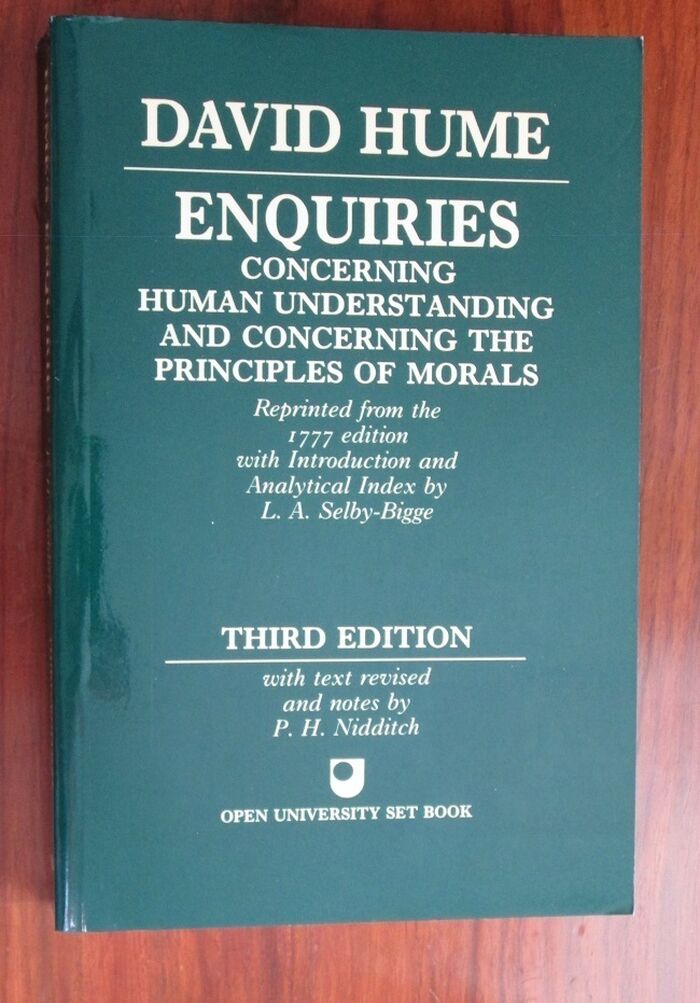 DAVID HUME
ENQUIRIES
CONCERNING
HUMAN UNDERSTANDING
AND CONCERNING THE
PRINCIPLES OF MORALS
Reprinted from the
1777 edition
with Introduction and
Analytical Index by
L. A. Selby-Bigge
THIRD EDITION
with text revised
and notes by
P. H. Nidditch
OPEN UNIVERSITY SET BOOK